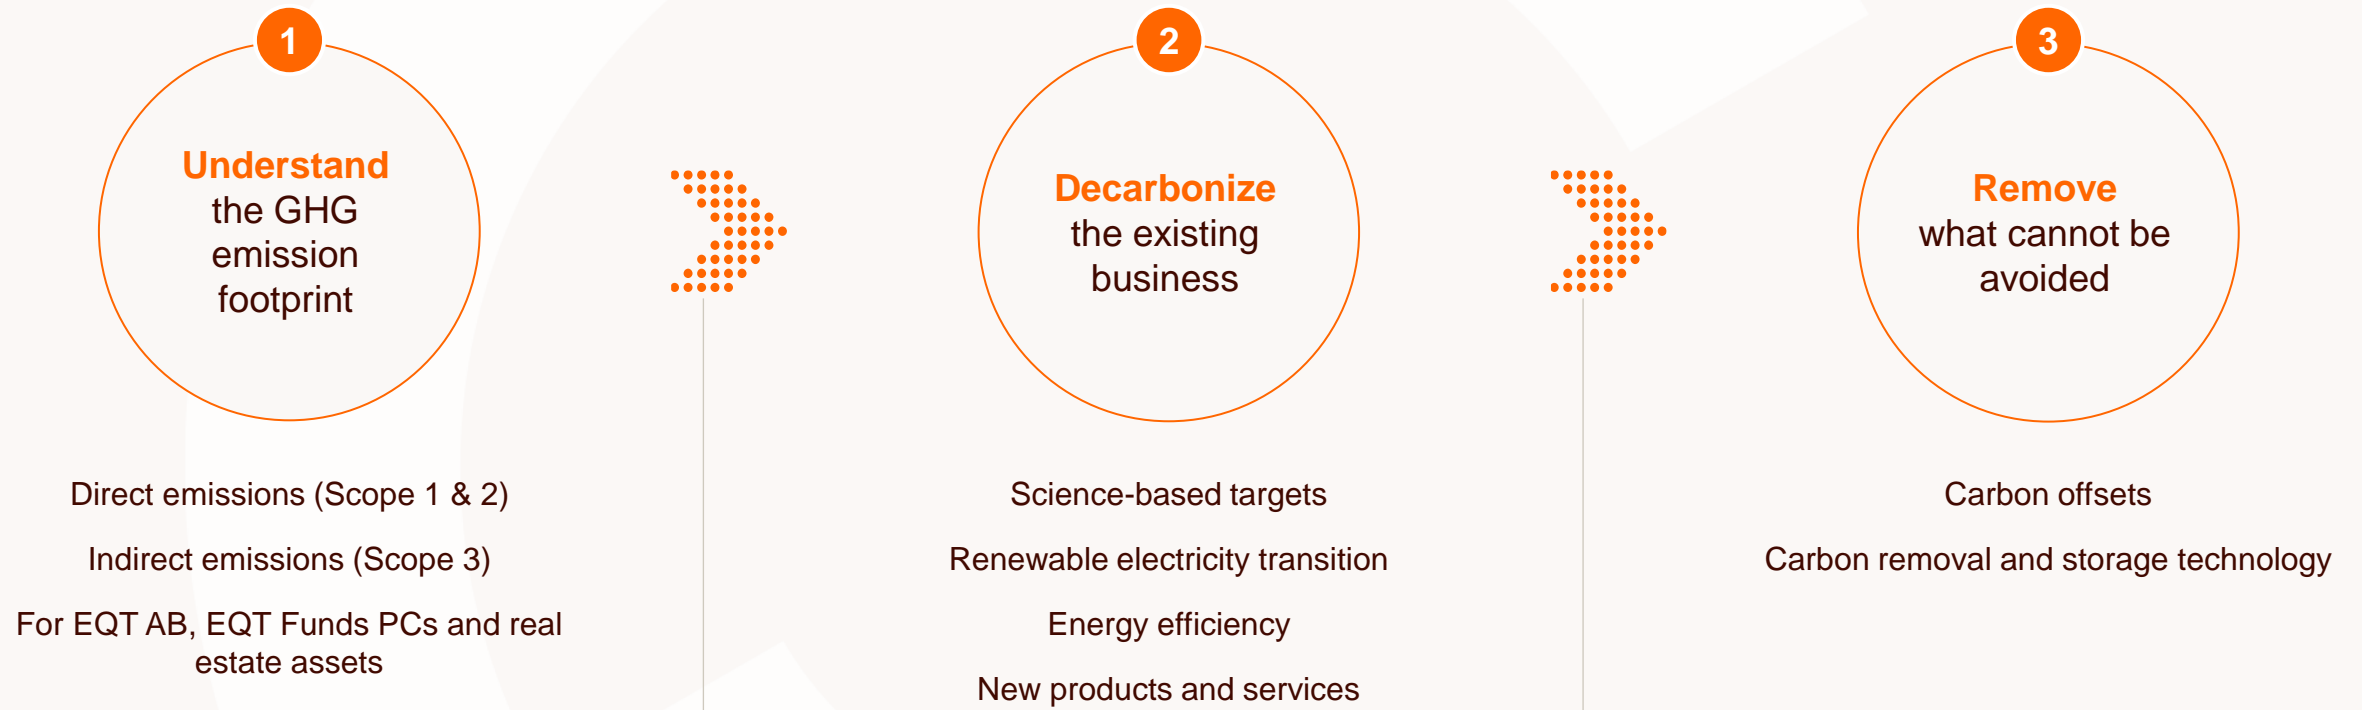 1
Understand
the GHG
emission
footprint
Direct emissions (Scope 1 & 2)
Indirect emissions (Scope 3)
For EQT AB, EQT Funds PCs and real
estate assets
2
Decarbonize
the existing
business
Science-based targets
Renewable electricity transition
Energy efficiency
New products and services
3
Remove
what cannot be
avoided
Carbon offsets
Carbon removal and storage technology